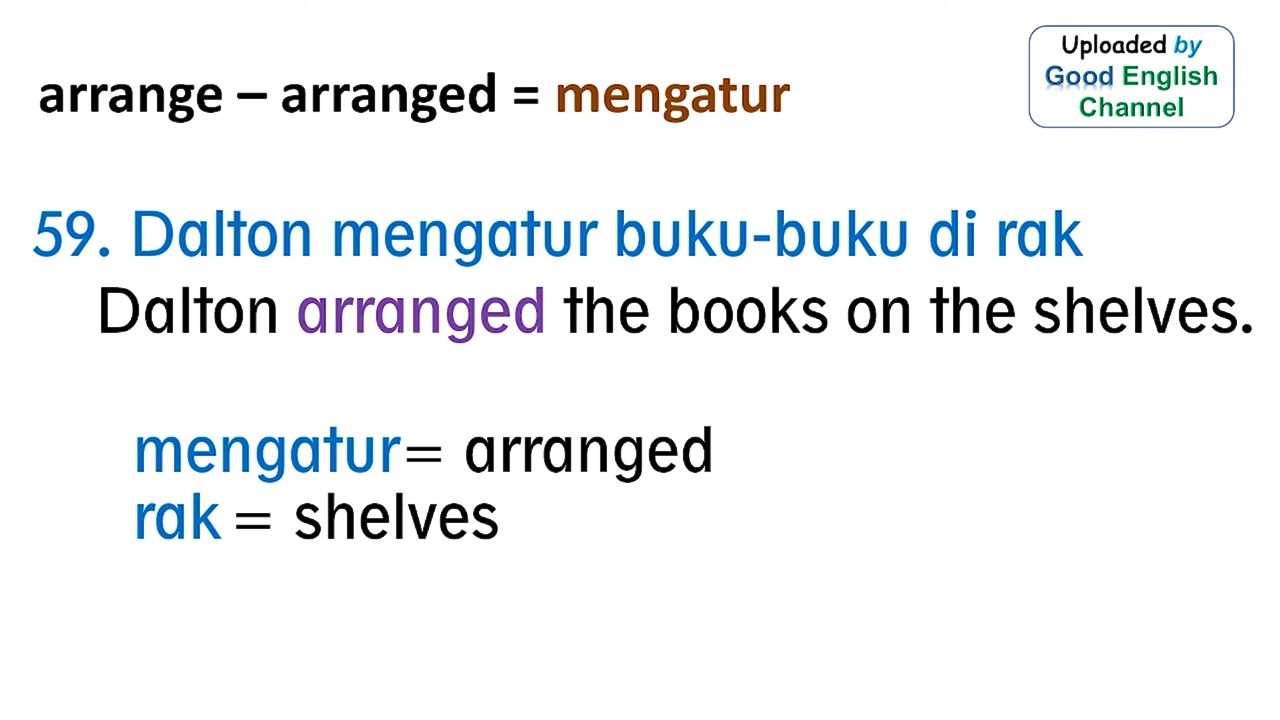 Uploaded by
Good English
Channel
arrange – arranged = mengatur
59. Dalton mengatur buku-buku di rak
Dalton arranged the books on the shelves.
mengatur= arranged
rak = shelves